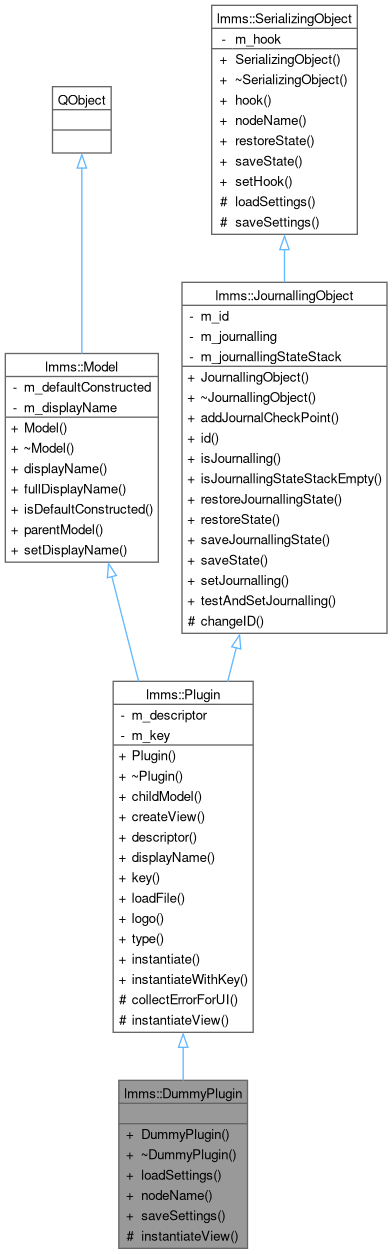 lmms::SerializingObject
- m_hook
+ SerializingObject()
+ ~SerializingObject()
+ hook()
+ nodeName()
+ restoreState()
+ saveState()
+ setHook()
# loadSettings()
# saveSettings()
QObject
lmms::JournallingObject
- m_id
- m_journalling
- m_journallingStateStack
+ JournallingObject()
+ ~JournallingObject()
+ addJournalCheckPoint()
+ id()
+ isJournalling()
+ isJournallingStateStackEmpty()
+ restoreJournallingState()
+ restoreState()
+ saveJournallingState()
+ saveState()
+ setJournalling()
+ testAndSetJournalling()
# changeID()
lmms::Model
- m_defaultConstructed
- m_displayName
+ Model()
+ ~Model()
+ displayName()
+ fullDisplayName()
+ isDefaultConstructed()
+ parentModel()
+ setDisplayName()
lmms::Plugin
- m_descriptor
- m_key
+ Plugin()
+ ~Plugin()
+ childModel()
+ createView()
+ descriptor()
+ displayName()
+ key()
+ loadFile()
+ logo()
+ type()
+ instantiate()
+ instantiateWithKey()
# collectErrorForUI()
# instantiateView()
lmms::DummyPlugin
+ DummyPlugin()
+ ~DummyPlugin()
+ loadSettings()
+ nodeName()
+ saveSettings()
# instantiateView()